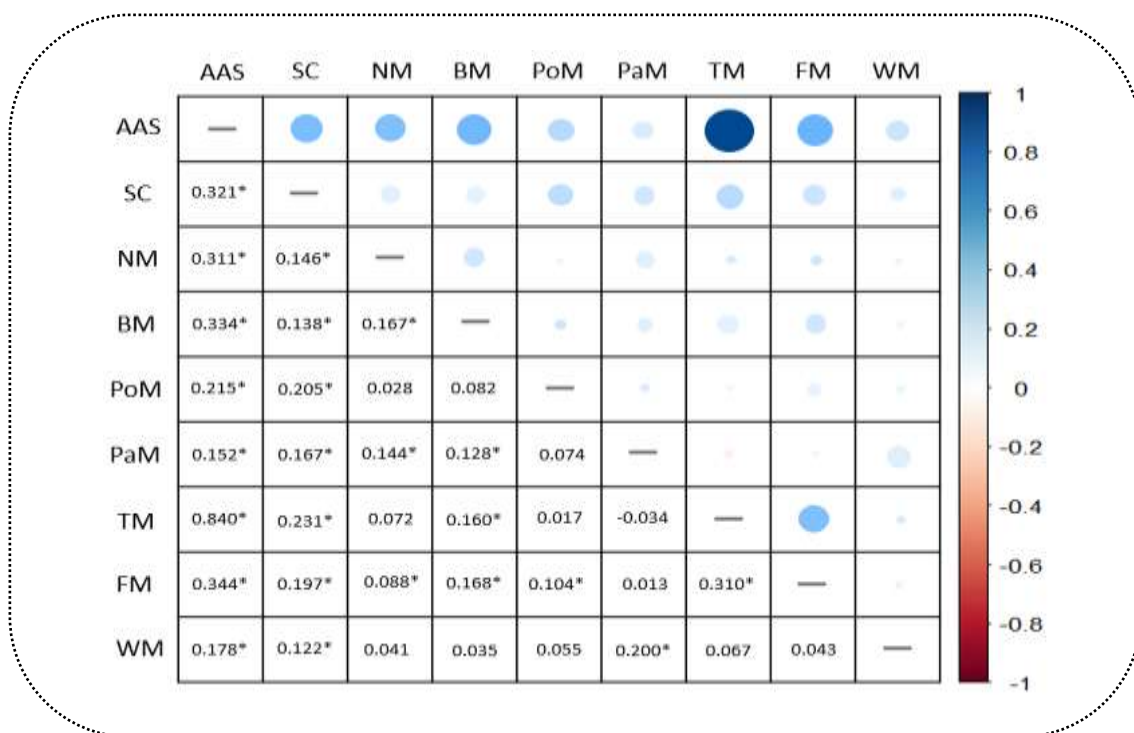 AAS SC NM BM PoM PaM TM FM WM
AAS — 1
SC 0.321* — 0.8
NM 0.311* 0.146* — 0.6
BM 0.334* 0.138* 0.167* — 0.4
PoM 0.215* 0.205* 0.028 0.082 — 0.2
PaM 0.152* 0.167* 0.144* 0.128* 0.074 — 0
TM 0.840* 0.231* 0.072 0.160* 0.017 -0.034 — -0.2
FM 0.344* 0.197* 0.088* 0.168* 0.104* 0.013 0.310* — -0.4
WM 0.178* 0.122* 0.041 0.035 0.055 0.200* 0.067 0.043 — -0.6
-0.8
-1